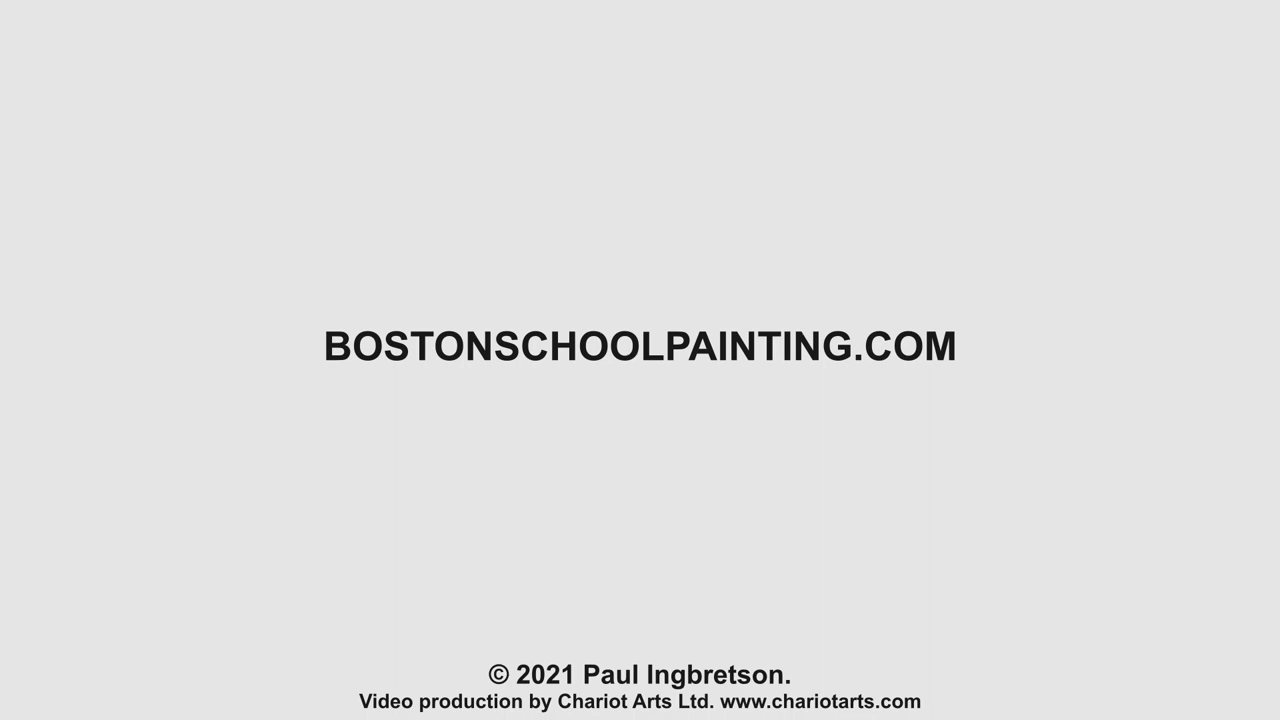 BOSTONSCHOOLPAINTING.COM
© 2021 Paul Ingbretson.
Video production by Chariot Arts Ltd. www.chariotarts.com